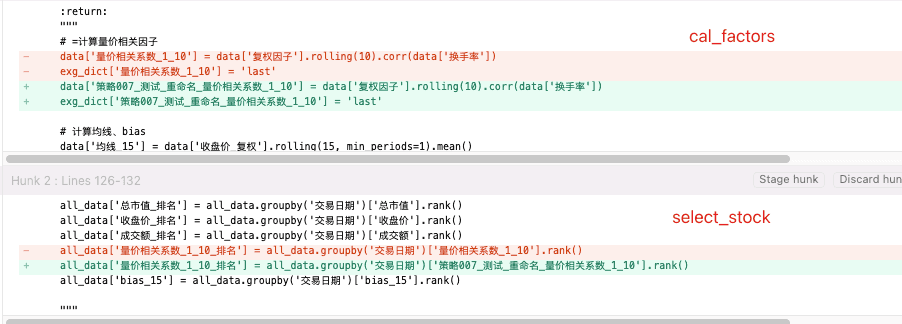 :return:
"""
# =计算量价相关因子
cal_factors
- data['量价相关系数_1_10'] = data['复权因子'].rolling(10).corr(data['换手率'])
- exg_dict['量价相关系数_1_10'] = 'last'
+ data['策略007_测试_重命名_量价相关系数_1_10'] = data['复权因子'].rolling(10).corr(data['换手率'])
+ exg_dict['策略007_测试_重命名_量价相关系数_1_10'] = 'last'
# 计算均线、bias
data['均线_15'] = data['收盘价_复权'].rolling(15, min_periods=1).mean()
Hunk 2 : Lines 126-132
Stage hunk
Discard hun
all_data['总市值_排名'] = all_data.groupby('交易日期')['总市值'].rank()
all_data['收盘价_排名'] = all_data.groupby('交易日期')['收盘价'].rank()
select_stock
all_data['成交额_排名'] = all_data.groupby('交易日期')['成交额'].rank()
- all_data['量价相关系数_1_10_排名'] = all_data.groupby('交易日期')['量价相关系数_1_10'].rank()
+ all_data['量价相关系数_1_10_排名'] = all_data.groupby('交易日期')['策略007_测试_重命名_量价相关系数_1_10'].rank()
all_data['bias_15'] = all_data.groupby('交易日期')['bias_15'].rank()
"""